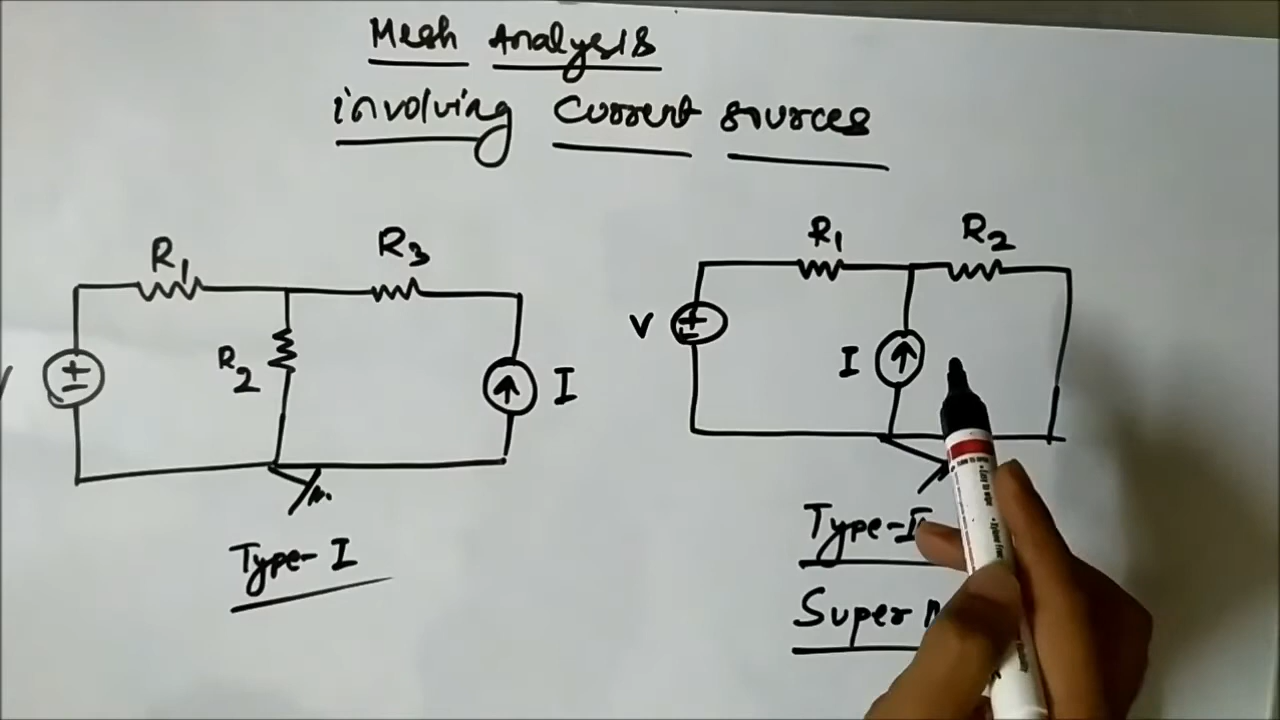 Mesh Analysis
involving Current sources
R1
R3
R2
I
Type-I
R1
R2
V
I
Type-I
Super